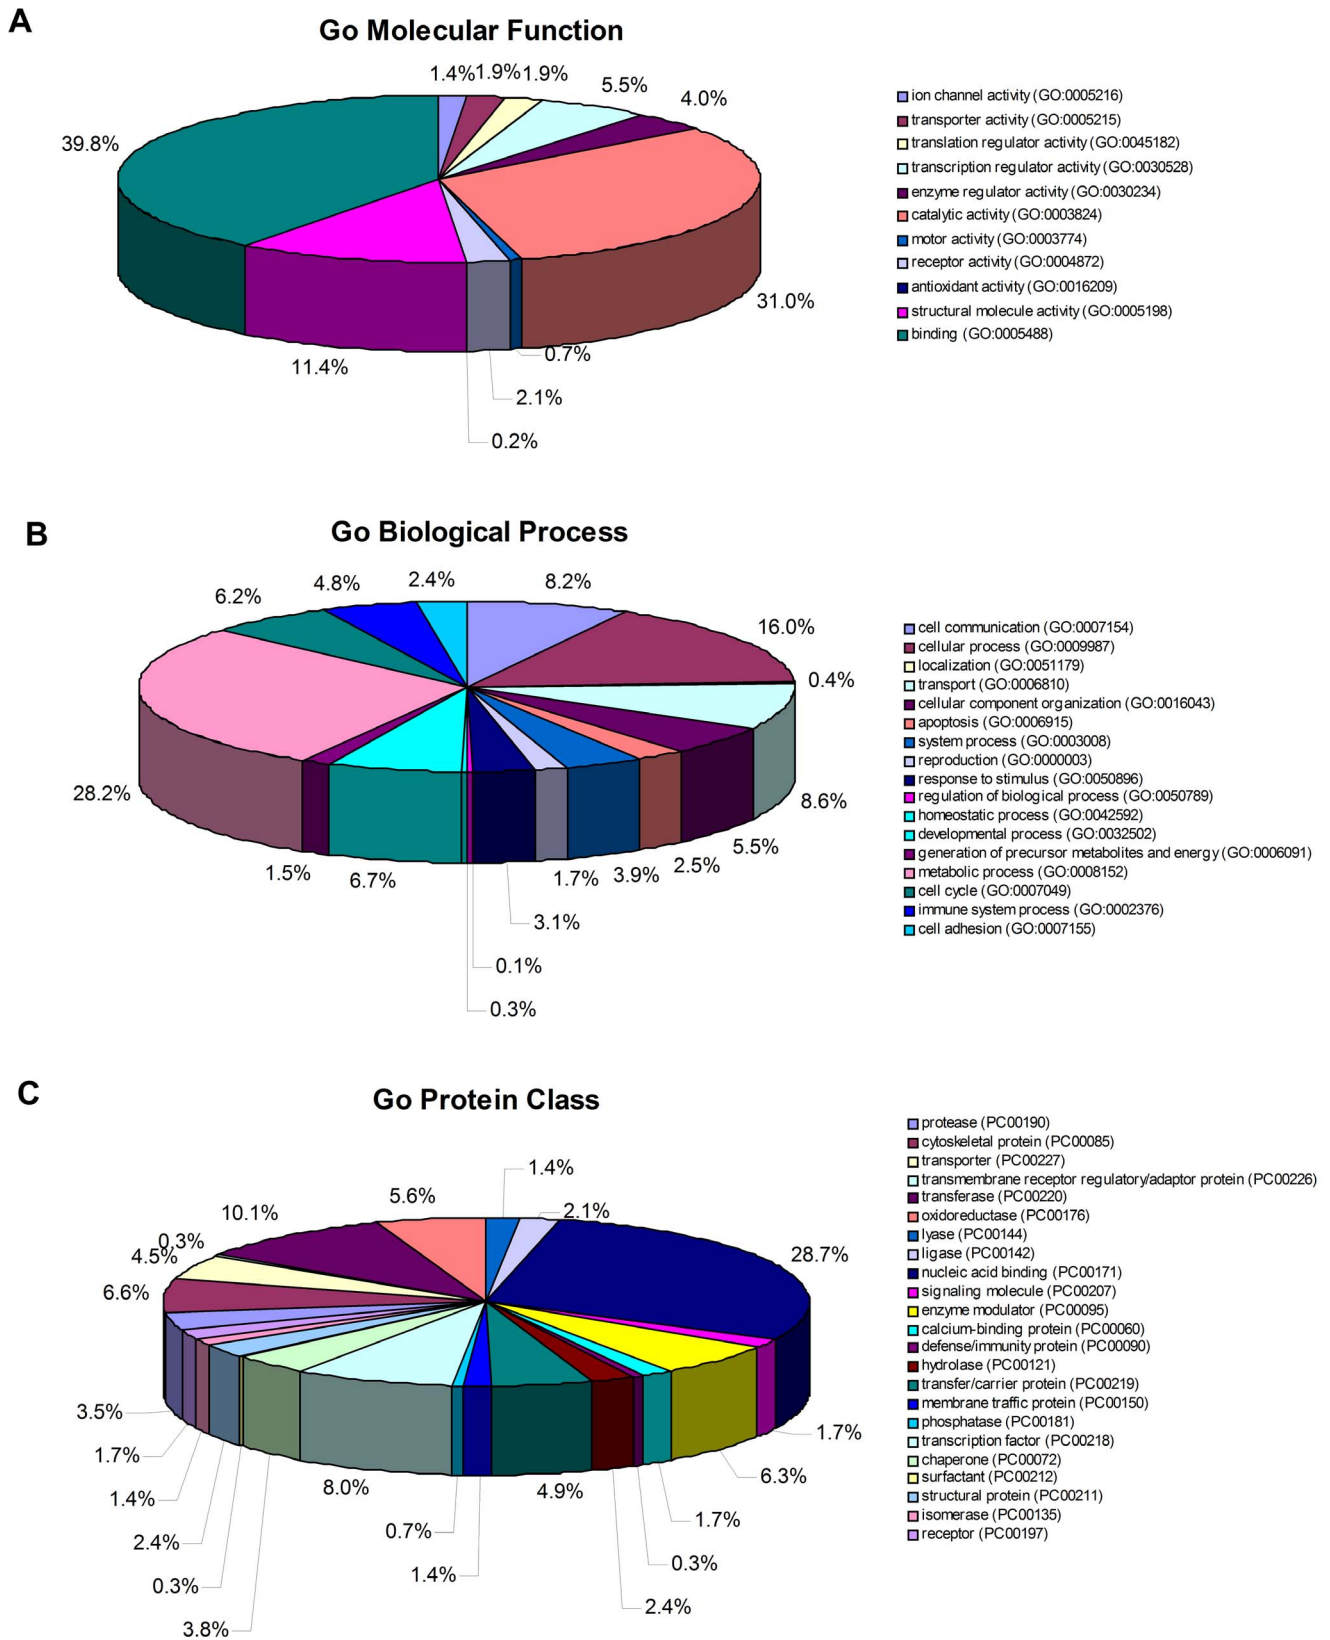 A
Go Molecular Function
1.4%
1.9%
1.9%
5.5%
4.0%
39.8%
31.0%
0.7%
11.4%
2.1%
0.2%
ion channel activity (GO:0005216)
transporter activity (GO:0005215)
translation regulator activity (GO:0045182)
transcription regulator activity (GO:0030528)
enzyme regulator activity (GO:0030234)
catalytic activity (GO:0003824)
motor activity (GO:0003774)
receptor activity (GO:0004872)
antioxidant activity (GO:0016209)
structural molecule activity (GO:0005198)
binding (GO:0005488)
B
Go Biological Process
2.4%
8.2%
4.8%
6.2%
16.0%
0.4%
28.2%
8.6%
5.5%
2.5%
3.9%
1.7%
1.5%
6.7%
3.1%
0.1%
0.3%
cell communication (GO:0007154)
cellular process (GO:0009987)
localization (GO:0051179)
transport (GO:0006810)
cellular component organization (GO:0016043)
apoptosis (GO:0006915)
system process (GO:0003008)
reproduction (GO:0000003)
response to stimulus (GO:0050896)
regulation of biological process (GO:0050789)
homeostatic process (GO:0042592)
developmental process (GO:0032502)
generation of precursor metabolites and energy (GO:0006091)
metabolic process (GO:0008152)
cell cycle (GO:0007049)
immune system process (GO:0002376)
cell adhesion (GO:0007155)
C
Go Protein Class
1.4%
5.6%
2.1%
10.1%
0.3%
4.5%
28.7%
6.6%
3.5%
1.7%
1.7%
1.4%
6.3%
8.0%
4.9%
1.7%
0.7%
2.4%
0.3%
1.4%
0.3%
2.4%
3.8%
protease (PC00190)
cytoskeletal protein (PC00085)
transporter (PC00227)
transmembrane receptor regulatory/adaptor protein (PC00226)
transferase (PC00220)
oxidoreductase (PC00176)
lyase (PC00144)
ligase (PC00142)
nucleic acid binding (PC00171)
signaling molecule (PC00207)
enzyme modulator (PC00095)
calcium-binding protein (PC00060)
defense/immunity protein (PC00090)
hydrolase (PC00121)
transfer/carrier protein (PC00219)
membrane traffic protein (PC00150)
phosphatase (PC00181)
transcription factor (PC00218)
chaperone (PC00072)
surfactant (PC00212)
structural protein (PC00211)
isomerase (PC00135)
receptor (PC00197)